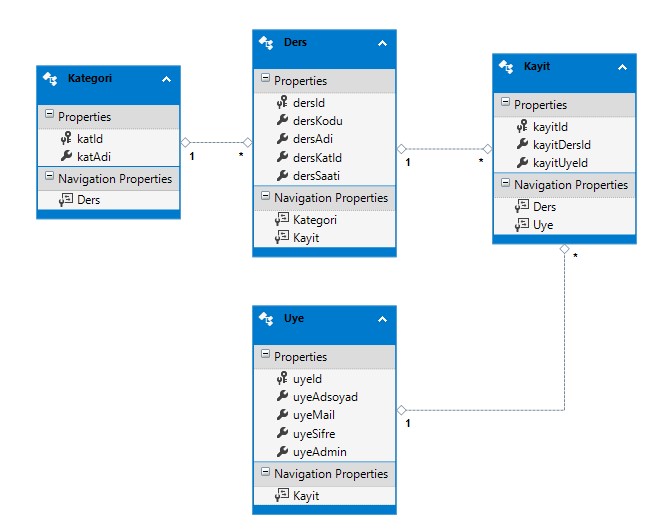 Kategori
Properties
katId
katAdi
Navigation Properties
Ders
1
*
Ders
Properties
dersId
dersKodu
dersAdi
dersKatId
dersSaati
Navigation Properties
Kategori
Kayit
1
*
Kayit
Properties
kayitId
kayitDersId
kayitUyeId
Navigation Properties
Ders
Uye
*
Uye
Properties
uyeId
uyeAdsoyad
uyeMail
uyeSifre
uyeAdmin
Navigation Properties
Kayit
1